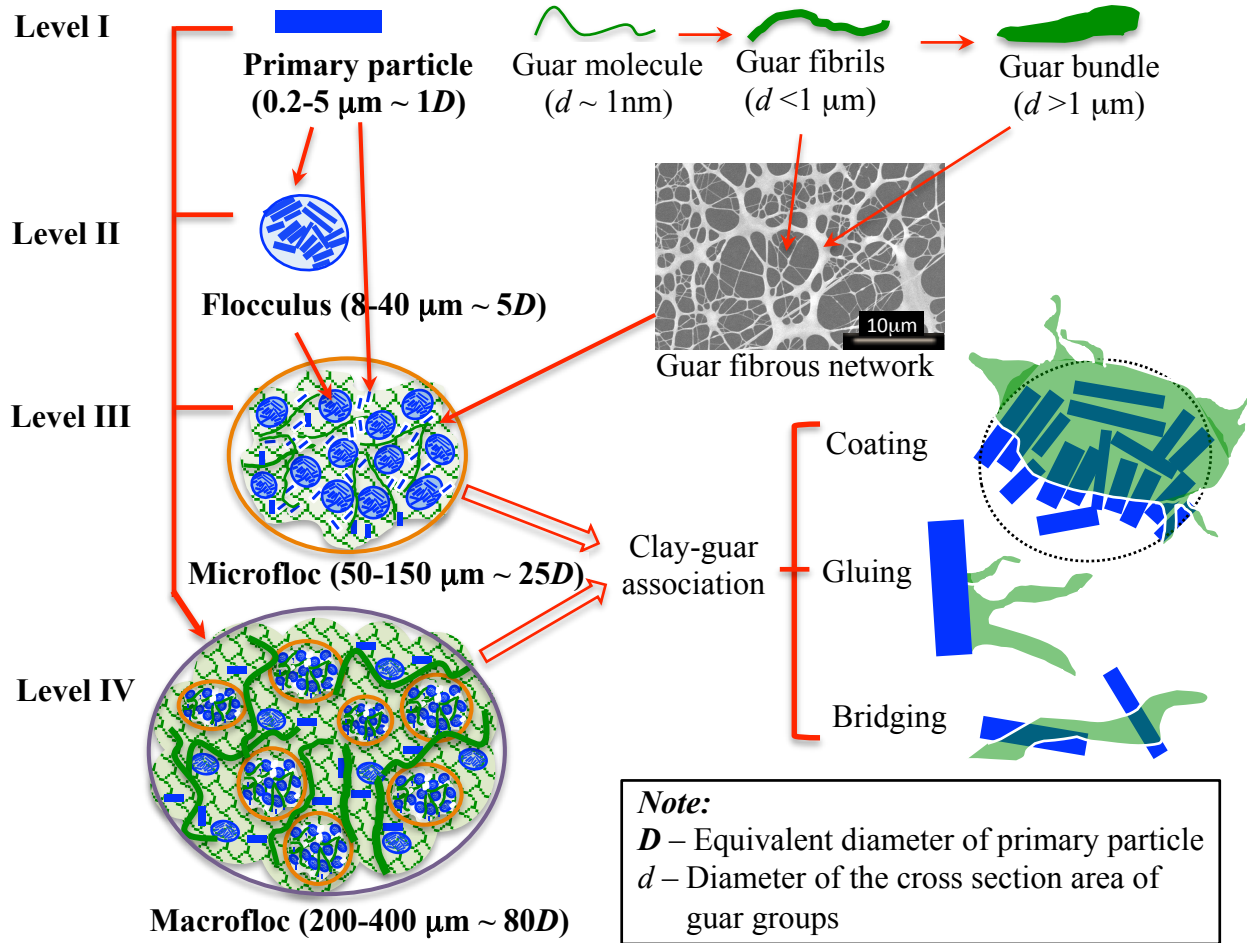 Level I
Primary particle
(0.2-5 μm ~ 1D)
Guar molecule
(d ~ 1nm)
Guar fibrils
(d <1 μm)
Guar bundle
(d >1 μm)
Level II
Flocculus (8-40 μm ~ 5D)
10μm
Guar fibrous network
Level III
Microfloc (50-150 μm ~ 25D)
Clay-guar
association
Coating
Gluing
Bridging
Level IV
Macrofloc (200-400 μm ~ 80D)
Note:
D – Equivalent diameter of primary particle
d – Diameter of the cross section area of
guar groups